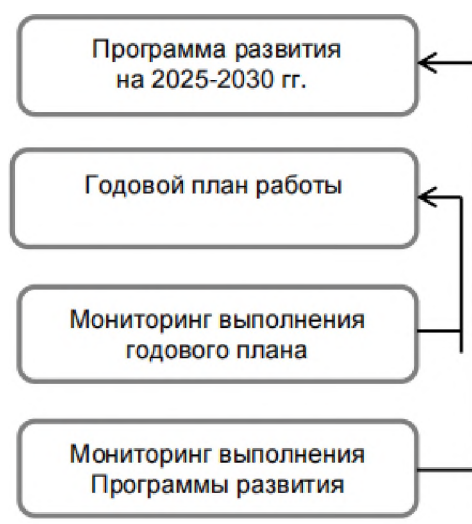 Программа развития
на 2025-2030 гг.
Годовой план работы
Мониторинг выполнения
годового плана
Мониторинг выполнения
Программы развития